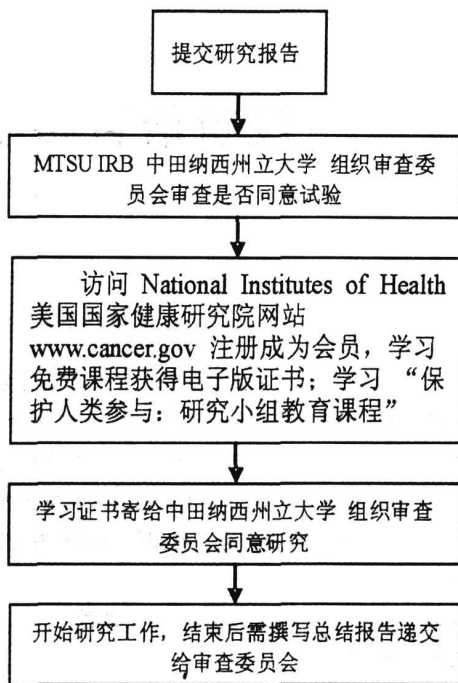 提交研究报告
MTSU IRB 中田纳西州立大学 组织审查委
员会审查是否同意试验
访问 National Institutes of Health
美国国家健康研究院网站
www.cancer.gov 注册成为会员，学习
免费课程获得电子版证书；学习 “保
护人类参与：研究小组教育课程”
学习证书寄给中田纳西州立大学 组织审查
委员会同意研究
开始研究工作，结束后需撰写总结报告递交
给审查委员会